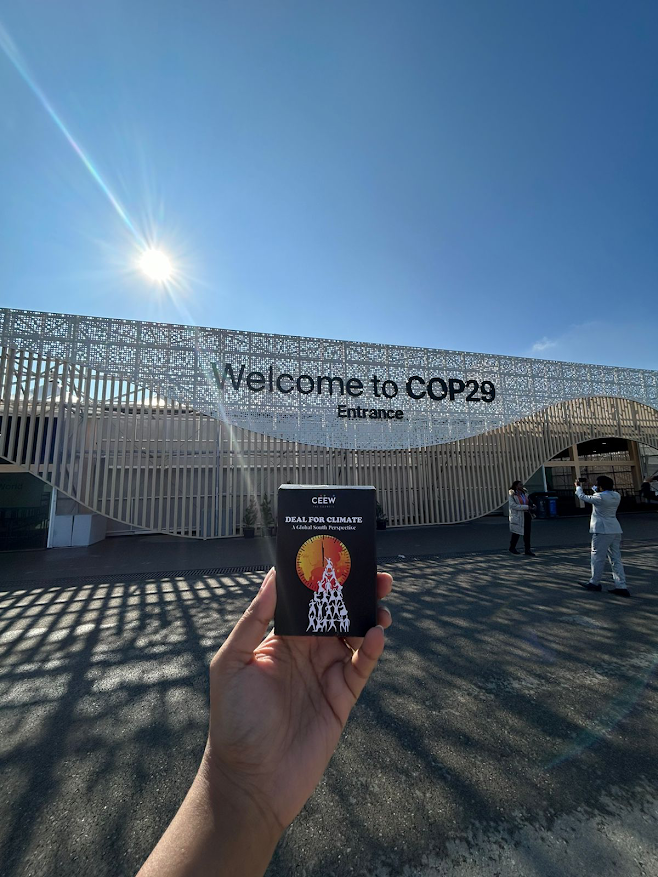 Welcome to COP29
Entrance
CEEW
DEAL FOR CLIMATE
A Global South Perspective